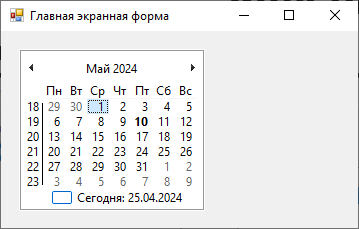 Главная экранная форма
Май 2024
Пн Вт Ср Чт Пт Сб Вс
18 29 30 1 2 3 4 5
19 6 7 8 9 10 11 12
20 13 14 15 16 17 18 19
21 20 21 22 23 24 25 26
22 27 28 29 30 31 1 2
23 3 4 5 6 7 8 9
Сегодня: 25.04.2024